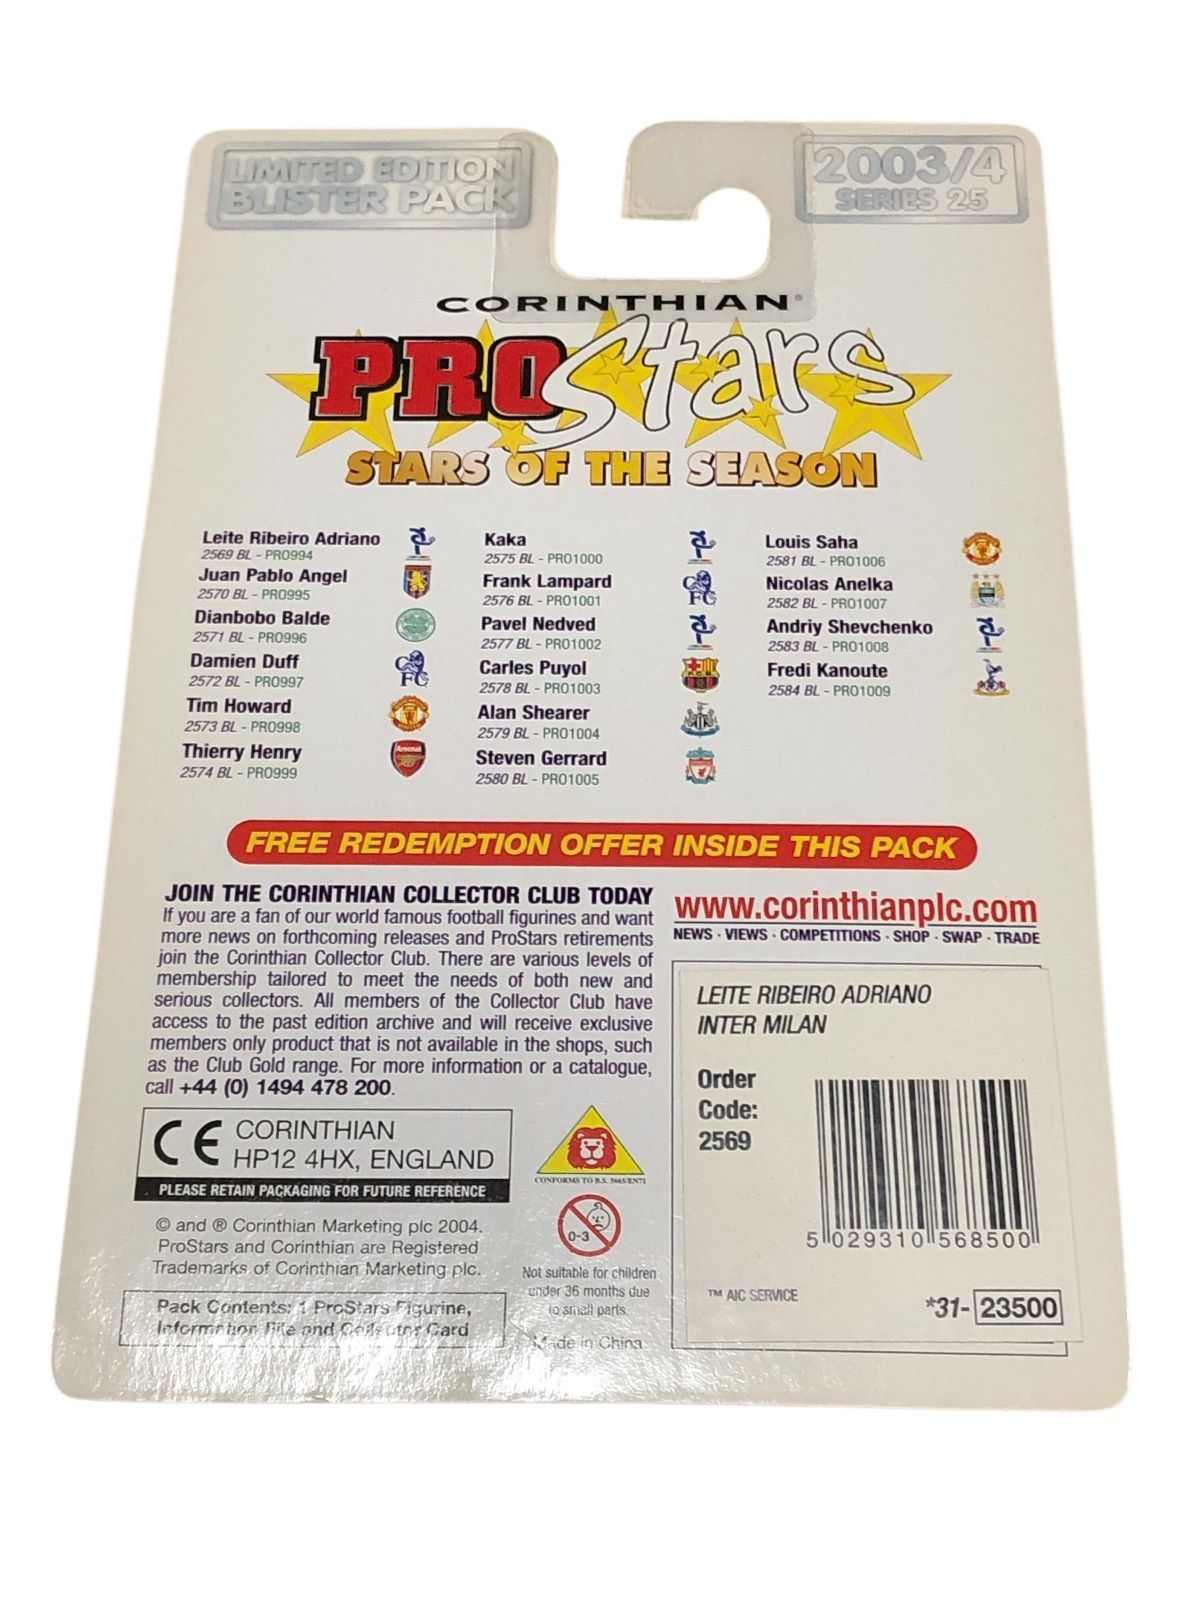 LIMITED EDITION
BLISTER PACK
2003/4
SERIES 25
CORINTHIAN®
PROStars
STARS OF THE SEASON
Leite Ribeiro Adriano
2569 BL - PRO994
Juan Pablo Angel
2570 BL - PRO995
Dianbobo Balde
2571 BL - PRO996
Damien Duff
2572 BL - PRO997
Tim Howard
2573 BL - PRO998
Thierry Henry
2574 BL - PRO999
Arsenal
Kaka
2575 BL - PRO1000
Frank Lampard
2576 BL - PRO1001
Pavel Nedved
2577 BL - PRO1002
Carles Puyol
2578 BL - PRO1003
Alan Shearer
2579 BL - PRO1004
Steven Gerrard
2580 BL - PRO1005
Louis Saha
2581 BL - PRO1006
Nicolas Anelka
2582 BL - PRO1007
Andriy Shevchenko
2583 BL - PRO1008
Fredi Kanoute
2584 BL - PRO1009
FREE REDEMPTION OFFER INSIDE THIS PACK
JOIN THE CORINTHIAN COLLECTOR CLUB TODAY
If you are a fan of our world famous football figurines and want
more news on forthcoming releases and ProStars retirements
join the Corinthian Collector Club. There are various levels of
membership tailored to meet the needs of both new and
serious collectors. All members of the Collector Club have
access to the past edition archive and will receive exclusive
members only product that is not available in the shops, such
as the Club Gold range. For more information or a catalogue,
call +44 (0) 1494 478 200.
www.corinthianplc.com
NEWS · VIEWS · COMPETITIONS · SHOP · SWAP · TRADE
LEITE RIBEIRO ADRIANO
INTER MILAN
Order
Code:
2569
5 029310 568500
™ AIC SERVICE
*31- 23500
CE CORINTHIAN
HP12 4HX, ENGLAND
PLEASE RETAIN PACKAGING FOR FUTURE REFERENCE
© and ® Corinthian Marketing plc 2004.
ProStars and Corinthian are Registered
Trademarks of Corinthian Marketing plc.
Pack Contents: 1 ProStars Figurine,
Information File and Collector Card
CONFORMS TO B.S. 5665/EN71
0-3
Not suitable for children
under 36 months due
to small parts.
Made in China